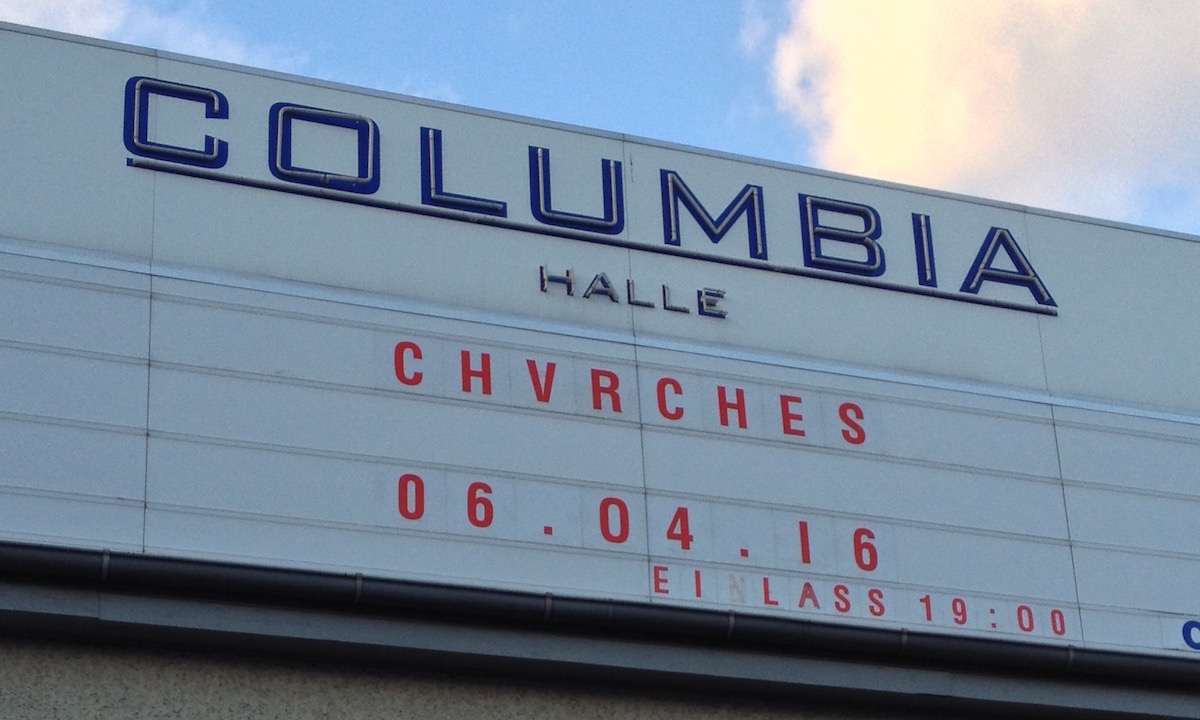 COLUMBIA
HALLE
CHVRCHES
06.04.16
EINLASS 19:00